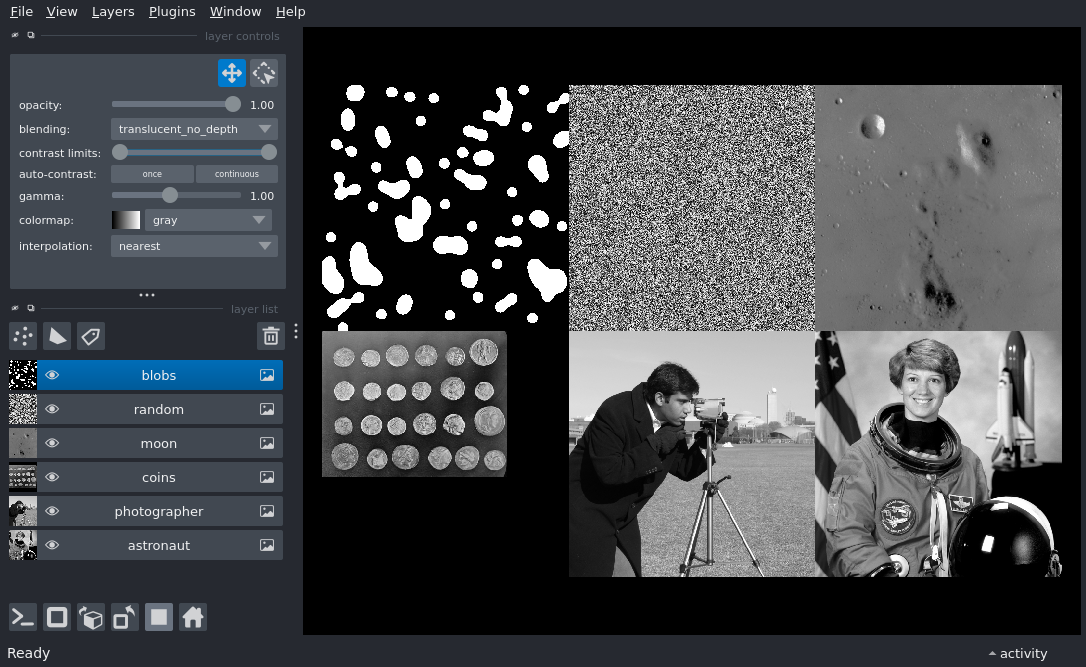 File View Layers Plugins Window Help
layer controls
opacity: 1.00
blending: translucent_no_depth
contrast limits:
auto-contrast: once continuous
gamma: 1.00
colormap: gray
interpolation: nearest
layer list
blobs
random
moon
coins
photographer
astronaut
Ready
activity